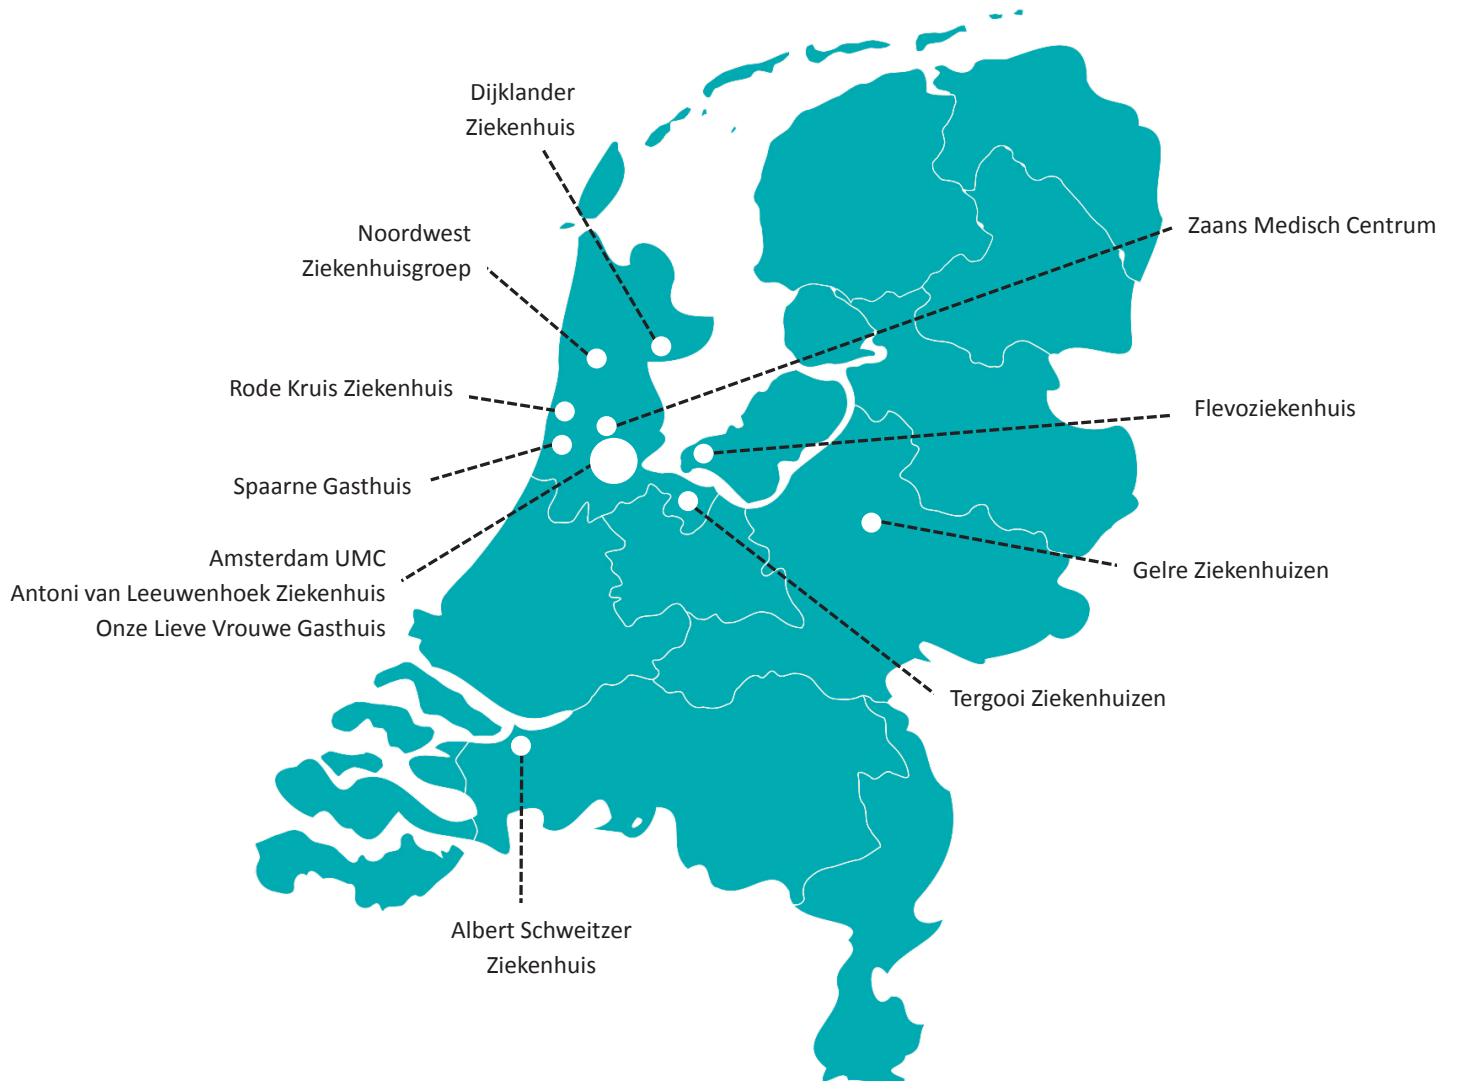 Dijklander
Ziekenhuis
Noordwest
Ziekenhuisgroep
Zaans Medisch Centrum
Rode Kruis Ziekenhuis
Flevoziekenhuis
Spaarne Gasthuis
Amsterdam UMC
Antoni van Leeuwenhoek Ziekenhuis
Onze Lieve Vrouwe Gasthuis
Gelre Ziekenhuizen
Tergooi Ziekenhuizen
Albert Schweitzer
Ziekenhuis